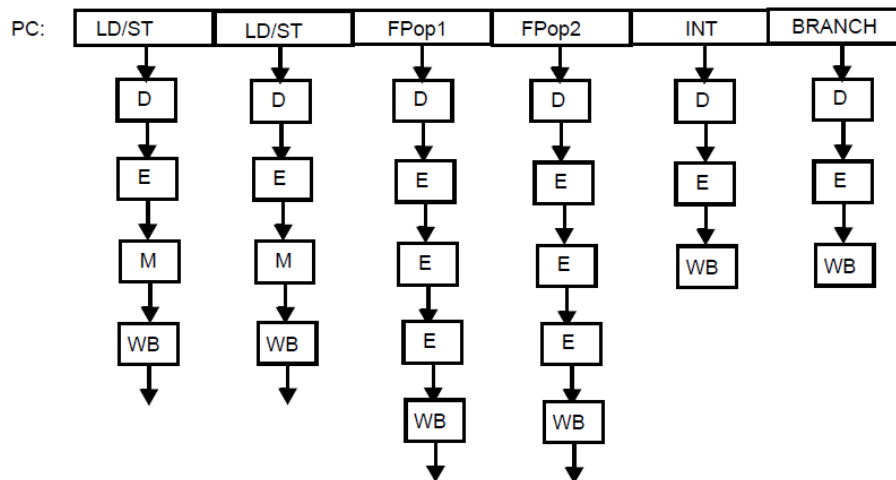 PC: LD/ST LD/ST FPop1 FPop2 INT BRANCH
D D D D D D
E E E E E E
M M E E WB WB
WB WB E E
WB WB